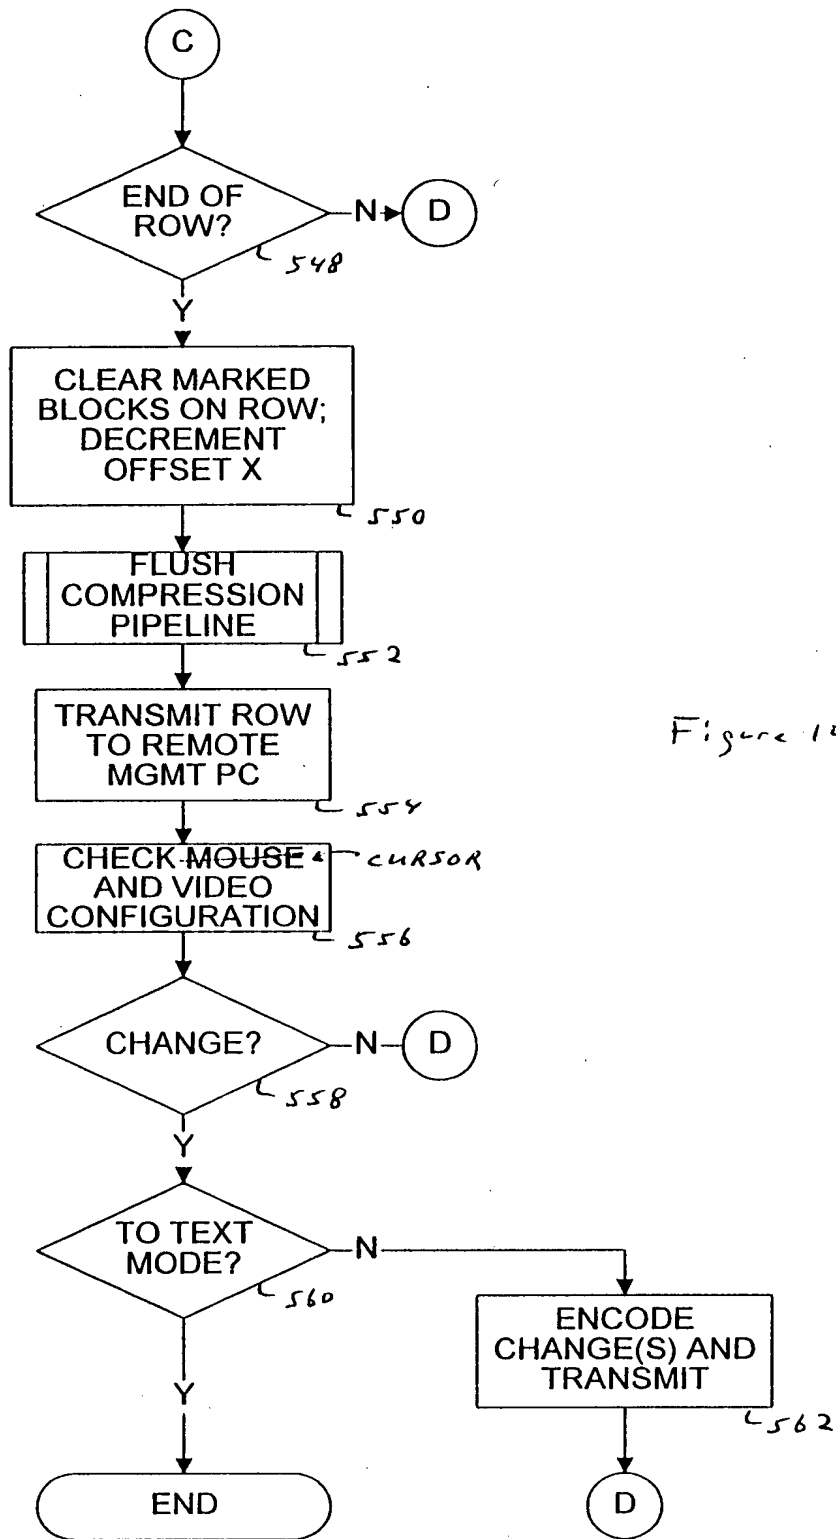 C
END OF
ROW?
N
D
548
Y
CLEAR MARKED
BLOCKS ON ROW;
DECREMENT
OFFSET X
550
FLUSH
COMPRESSION
PIPELINE
552
TRANSMIT ROW
TO REMOTE
MGMT PC
554
CHECK MOUSE
CURSOR
AND VIDEO
CONFIGURATION
556
CHANGE?
N
D
558
Y
TO TEXT
MODE?
N
560
ENCODE
CHANGE(S) AND
TRANSMIT
562
Y
END
D
Figure